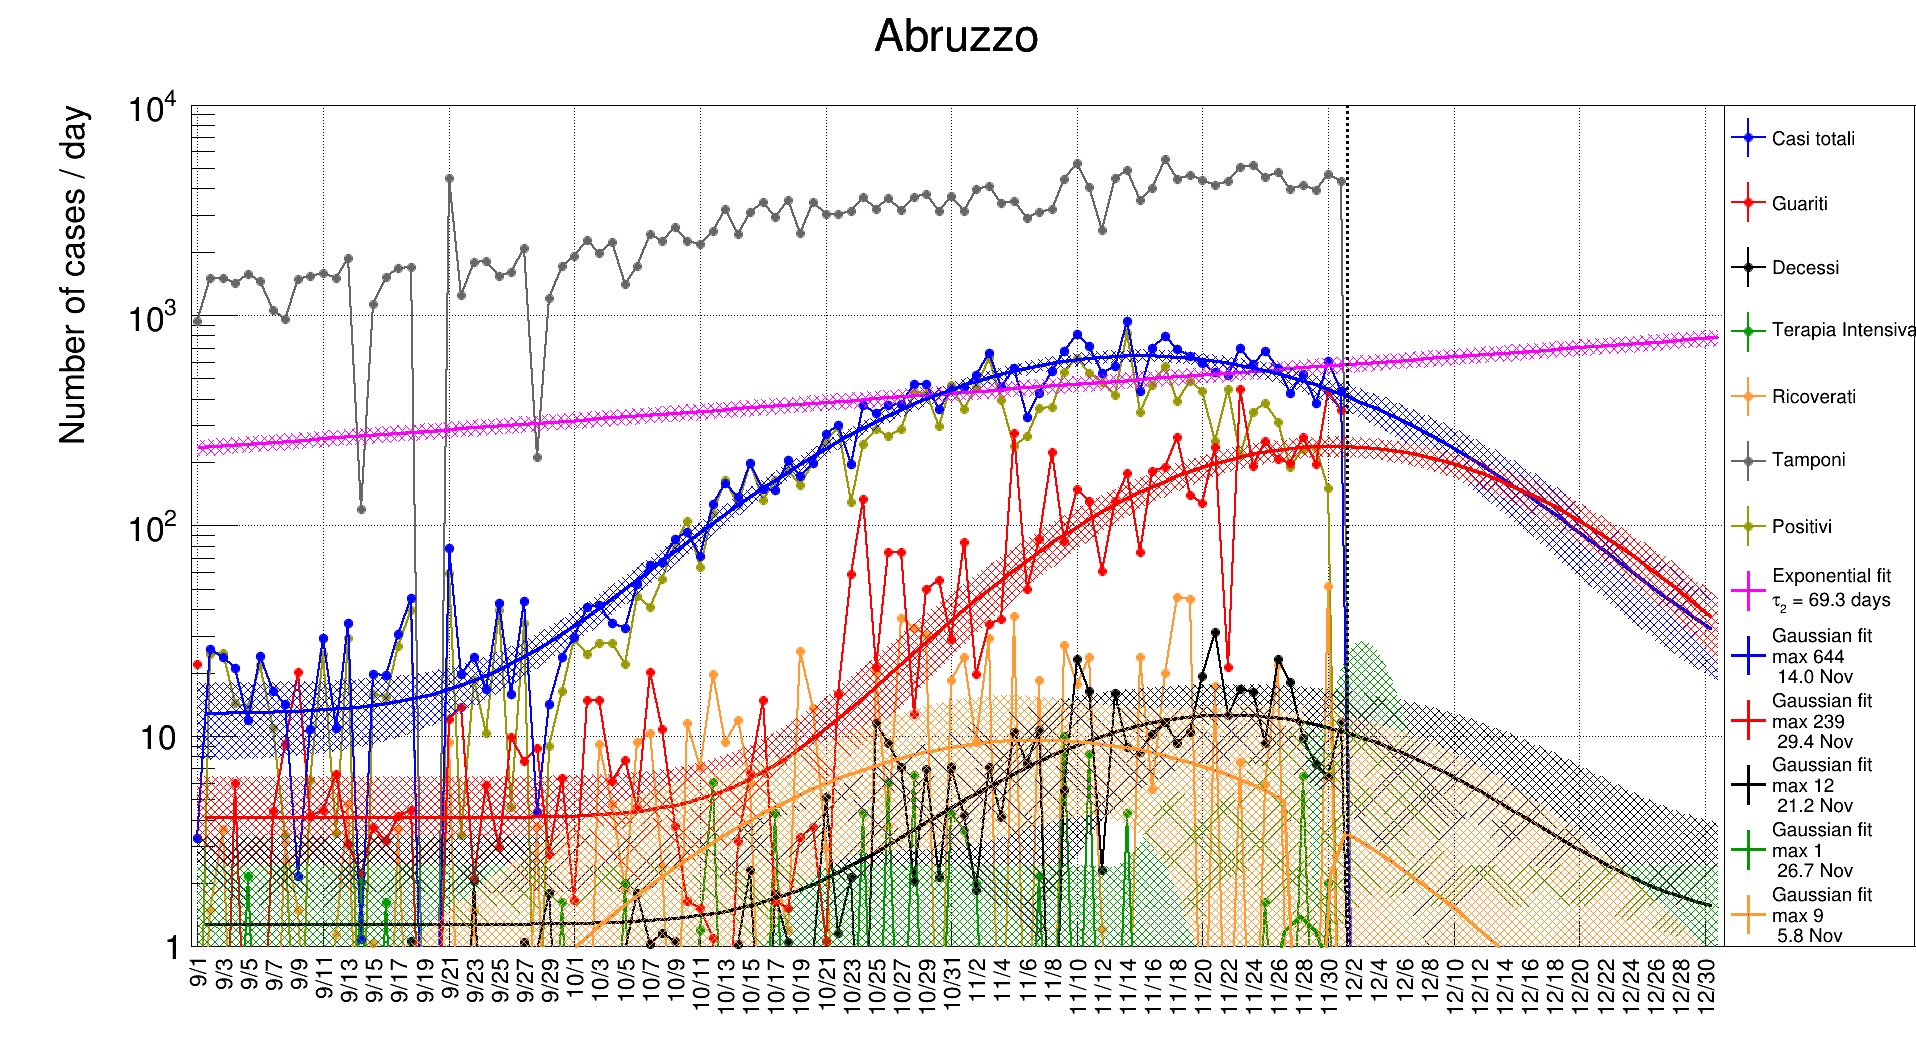 Abruzzo
Number of cases / day
10⁴
10³
10²
10
1
9/1
9/3
9/5
9/7
9/9
9/11
9/13
9/15
9/17
9/19
9/21
9/23
9/25
9/27
9/29
10/1
10/3
10/5
10/7
10/9
10/11
10/13
10/15
10/17
10/19
10/21
10/23
10/25
10/27
10/29
10/31
11/2
11/4
11/6
11/8
11/10
11/12
11/14
11/16
11/18
11/20
11/22
11/24
11/26
11/28
11/30
12/2
12/4
12/6
12/8
12/10
12/12
12/14
12/16
12/18
12/20
12/22
12/24
12/26
12/28
12/30
Casi totali
Guariti
Decessi
Terapia Intensiva
Ricoverati
Tamponi
Positivi
Exponential fit
τ₂ = 69.3 days
Gaussian fit
max 644
14.0 Nov
Gaussian fit
max 239
29.4 Nov
Gaussian fit
max 12
21.2 Nov
Gaussian fit
max 1
26.7 Nov
Gaussian fit
max 9
5.8 Nov